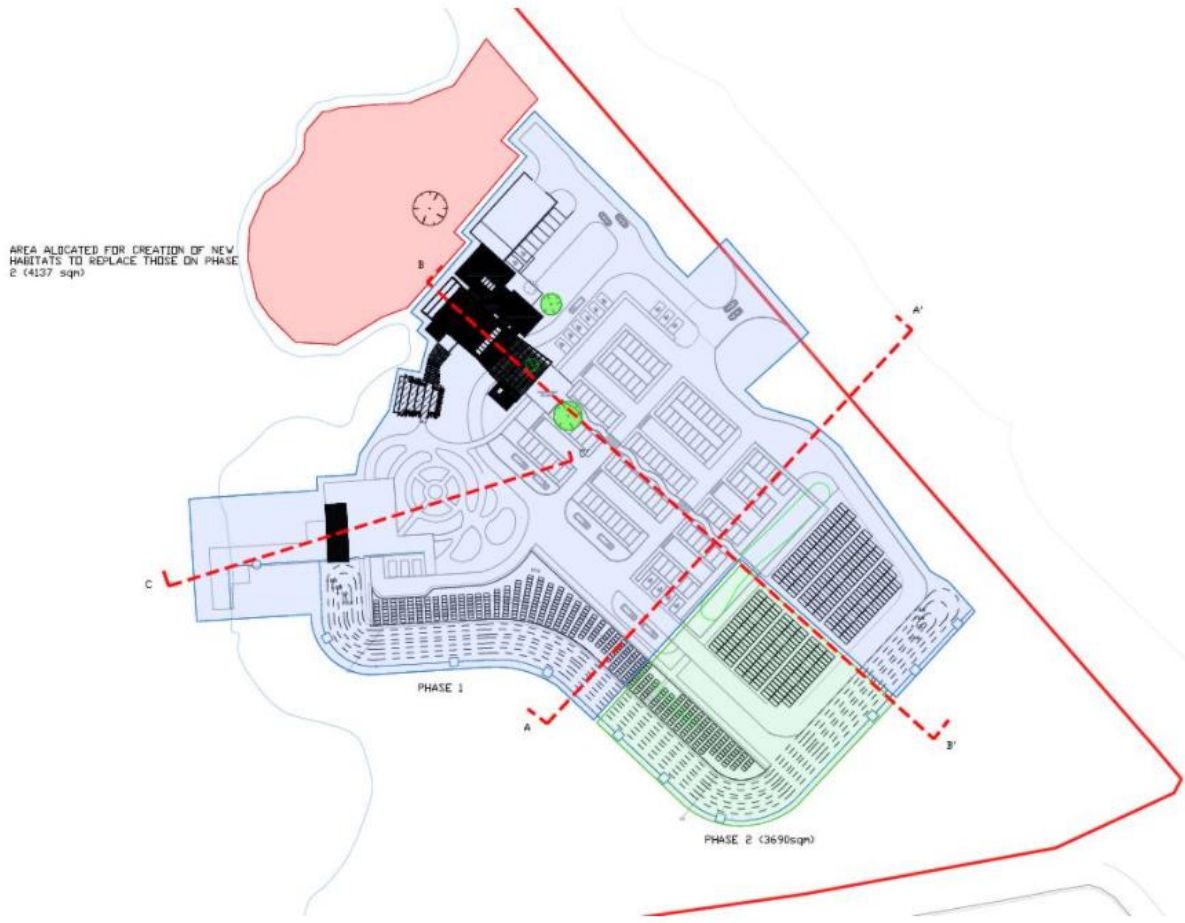 AREA ALOCATED FOR CREATION OF NEW
HABITATS TO REPLACE THOSE ON PHASE
2 (4137 sqm)
B
A'
C
PHASE 1
A
B'
PHASE 2 (3690sqm)